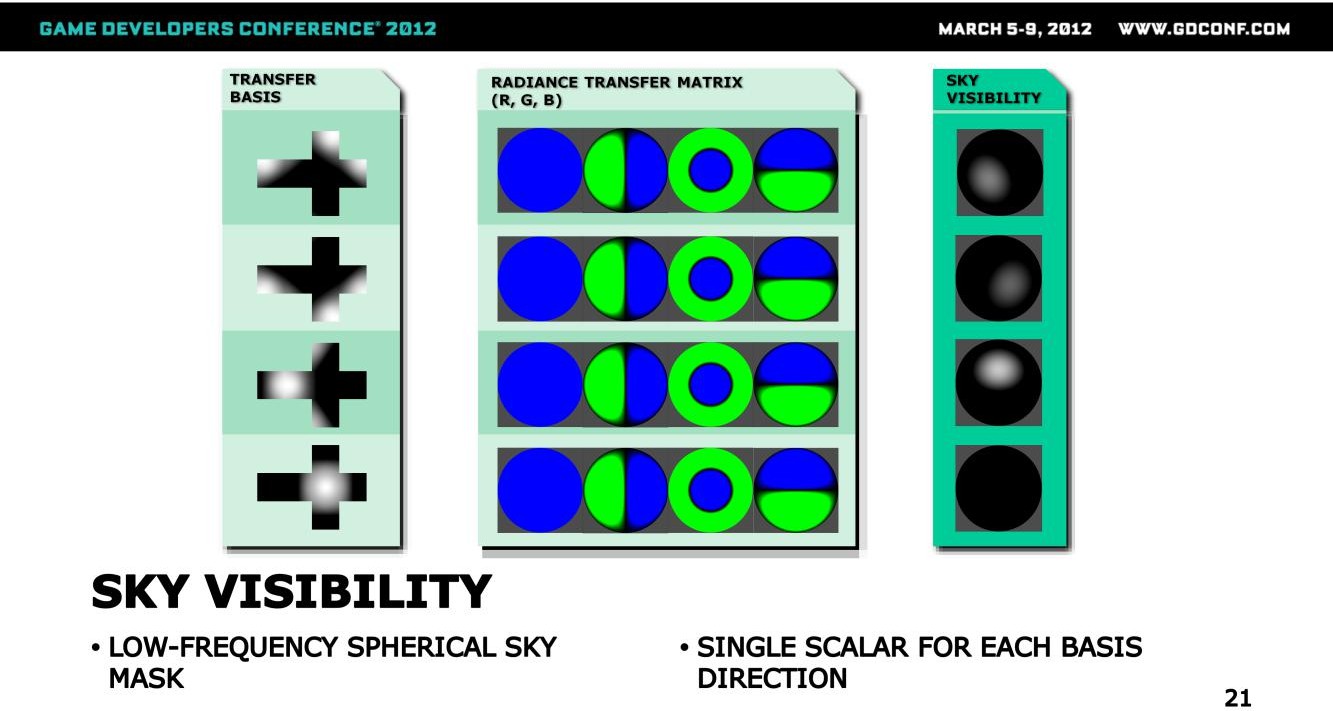 GAME DEVELOPERS CONFERENCE® 2012
MARCH 5-9, 2012 WWW.GDCONF.COM
TRANSFER
BASIS
RADIANCE TRANSFER MATRIX
(R, G, B)
SKY
VISIBILITY
SKY VISIBILITY
• LOW-FREQUENCY SPHERICAL SKY
MASK
• SINGLE SCALAR FOR EACH BASIS
DIRECTION
21